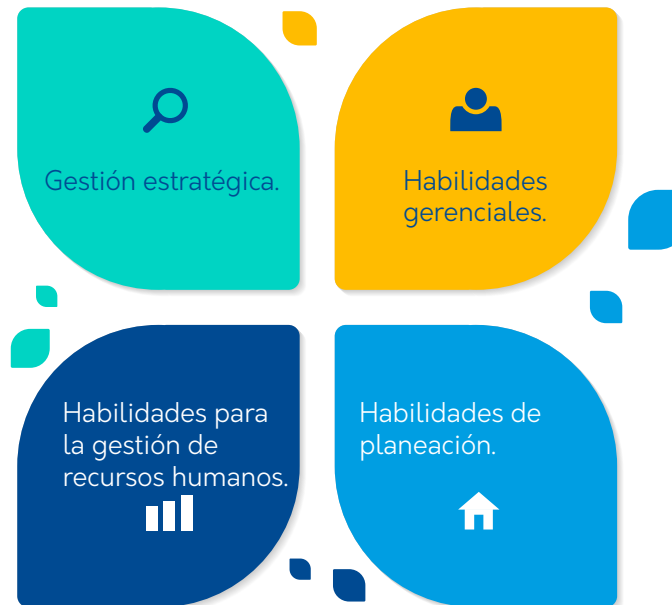 Gestión estratégica.
Habilidades
gerenciales.
Habilidades para
la gestión de
recursos humanos.
Habilidades de
planeación.